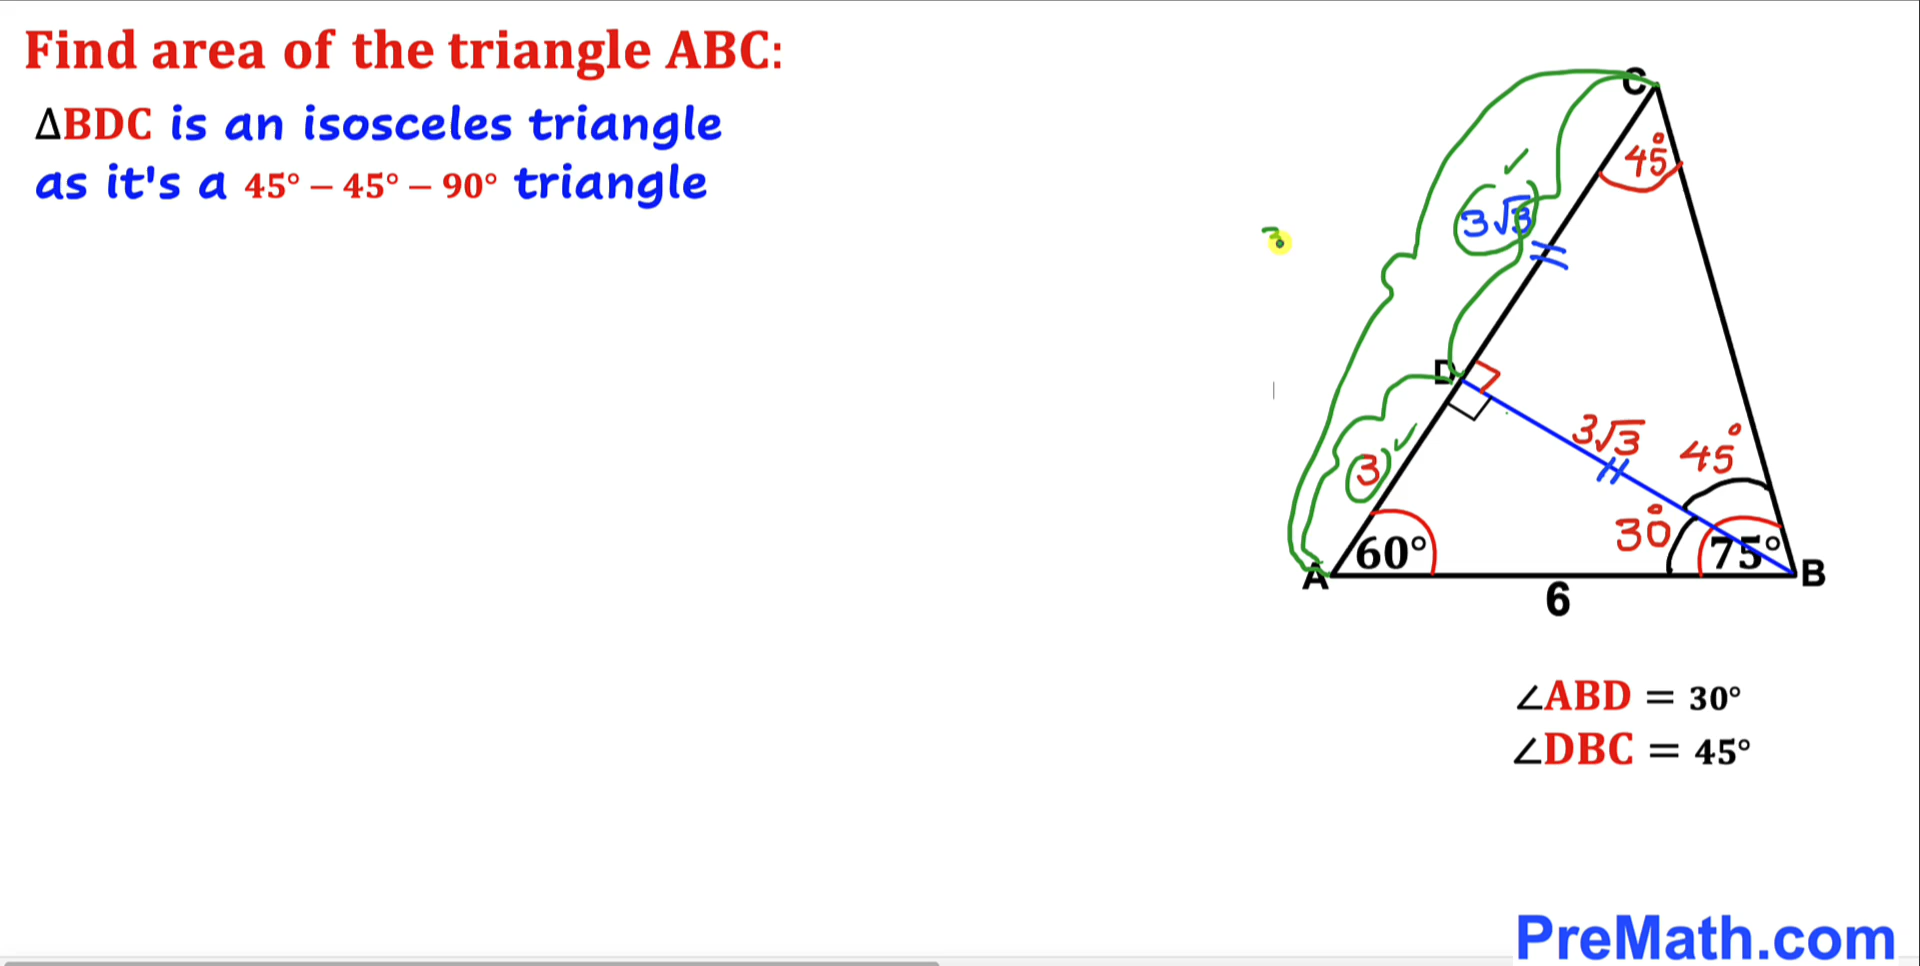 Find area of the triangle ABC:
ΔBDC is an isosceles triangle
as it's a 45° – 45° – 90° triangle
C
45°
3√3
3
D
3√3
45°
3
30°
60°
75°
A
B
6
∠ABD = 30°
∠DBC = 45°
PreMath.com